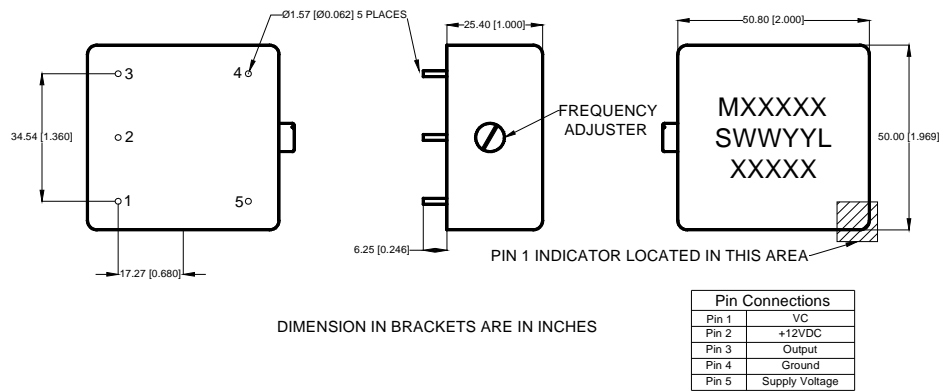 Ø1.57 [Ø0.062] 5 PLACES
25.40 [1.000]
50.80 [2.000]
3
4
34.54 [1.360]
2
1
5
17.27 [0.680]
FREQUENCY
ADJUSTER
6.25 [0.246]
MXXXXX
SWWYYL
XXXXX
50.00 [1.969]
PIN 1 INDICATOR LOCATED IN THIS AREA
DIMENSION IN BRACKETS ARE IN INCHES
Pin Connections
Pin 1 VC
Pin 2 +12VDC
Pin 3 Output
Pin 4 Ground
Pin 5 Supply Voltage